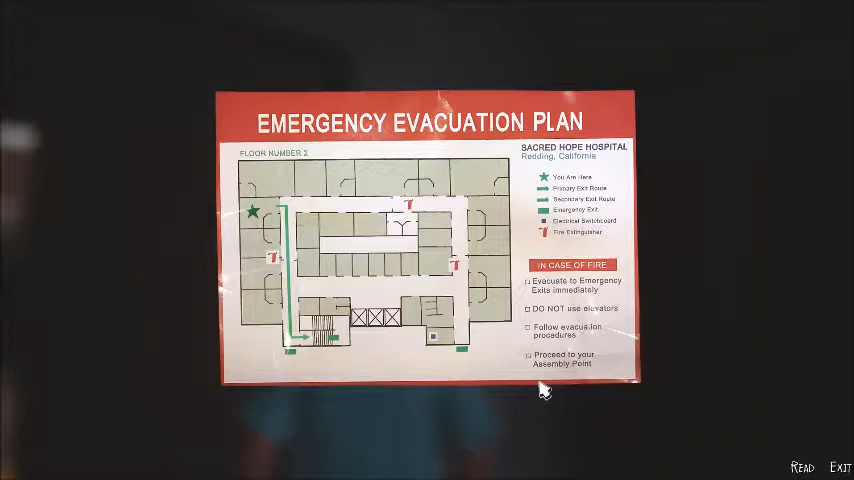 EMERGENCY EVACUATION PLAN
FLOOR NUMBER 2
SACRED HOPE HOSPITAL
Redding, California
You Are Here
Primary Exit Route
Secondary Exit Route
Emergency Exit
Electrical Switchboard
Fire Extinguisher
IN CASE OF FIRE
Evacuate to Emergency
Exits immediately
DO NOT use elevators
Follow evacuation
procedures
Proceed to your
Assembly Point
READ EXIT